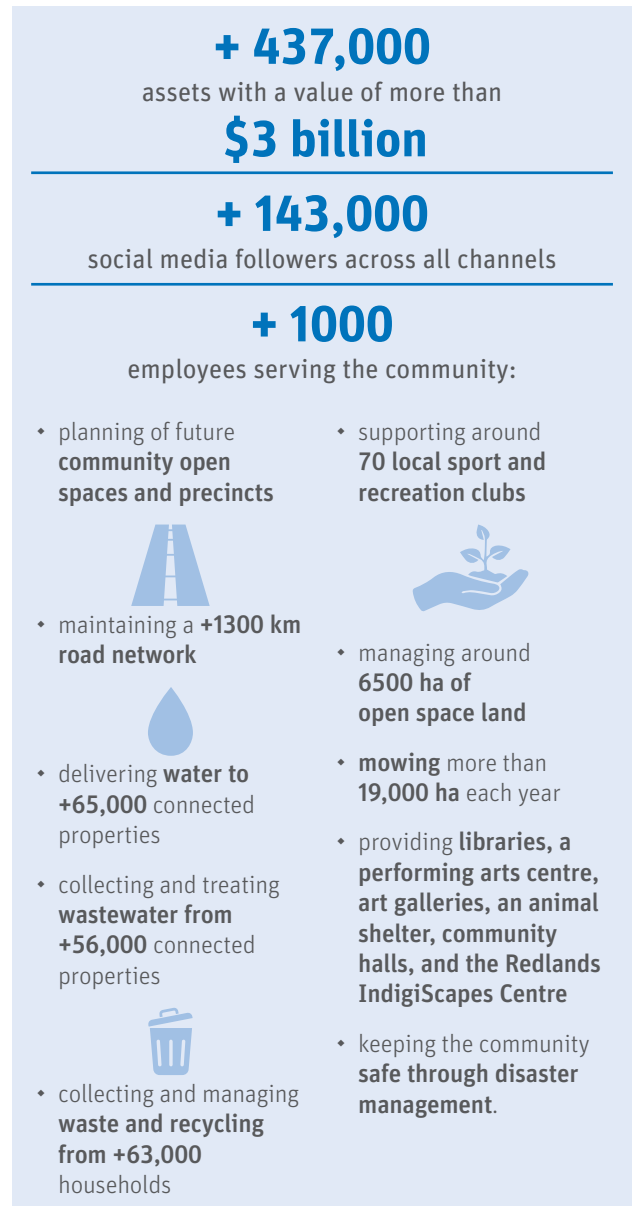 + 437,000
assets with a value of more than
$3 billion
+ 143,000
social media followers across all channels
+ 1000
employees serving the community:
• planning of future
community open
spaces and precincts
• maintaining a +1300 km
road network
• delivering water to
+65,000 connected
properties
• collecting and treating
wastewater from
+56,000 connected
properties
• collecting and managing
waste and recycling
from +63,000
households
• supporting around
70 local sport and
recreation clubs
• managing around
6500 ha of
open space land
• mowing more than
19,000 ha each year
• providing libraries, a
performing arts centre,
art galleries, an animal
shelter, community
halls, and the Redlands
IndigiScapes Centre
• keeping the community
safe through disaster
management.